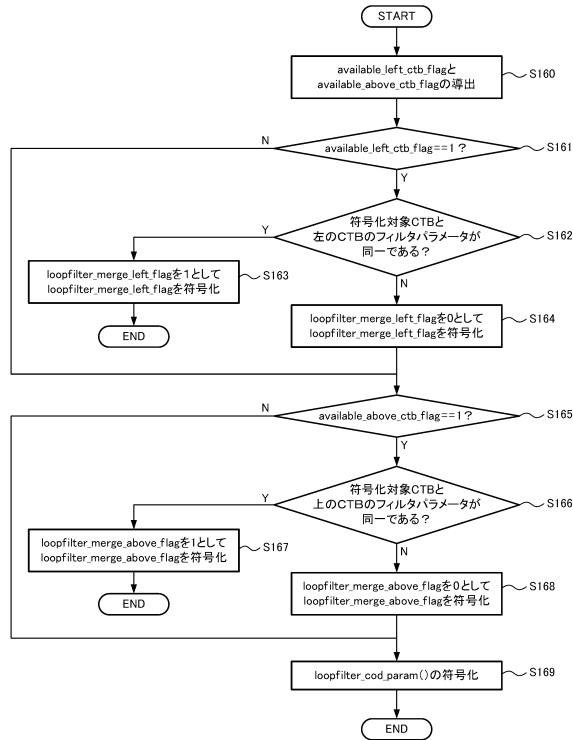 START
available_left_ctb_flagと
available_above_ctb_flagの導出
S160
N
available_left_ctb_flag==1？
S161
Y
符号化対象CTBと
左のCTBのフィルタパラメータが
同一である？
S162
Y
loopfilter_merge_left_flagを1として
loopfilter_merge_left_flagを符号化
S163
N
END
loopfilter_merge_left_flagを0として
loopfilter_merge_left_flagを符号化
S164
N
available_above_ctb_flag==1？
S165
Y
符号化対象CTBと
上のCTBのフィルタパラメータが
同一である？
S166
Y
loopfilter_merge_above_flagを1として
loopfilter_merge_above_flagを符号化
S167
N
END
loopfilter_merge_above_flagを0として
loopfilter_merge_above_flagを符号化
S168
loopfilter_cod_param()の符号化
S169
END